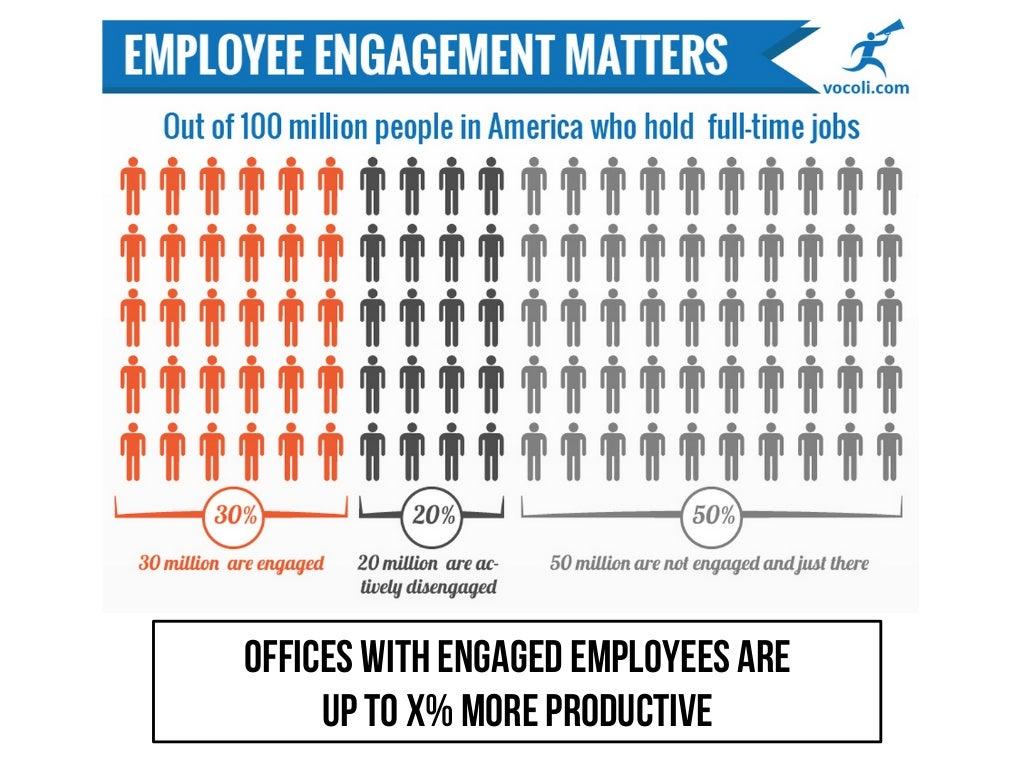 EMPLOYEE ENGAGEMENT MATTERS
vocoli.com
Out of 100 million people in America who hold full-time jobs
30%
20%
50%
30 million are engaged
20 million are ac-
tively disengaged
50 million are not engaged and just there
OFFICES WITH ENGAGED EMPLOYEES ARE
UP TO X% MORE PRODUCTIVE